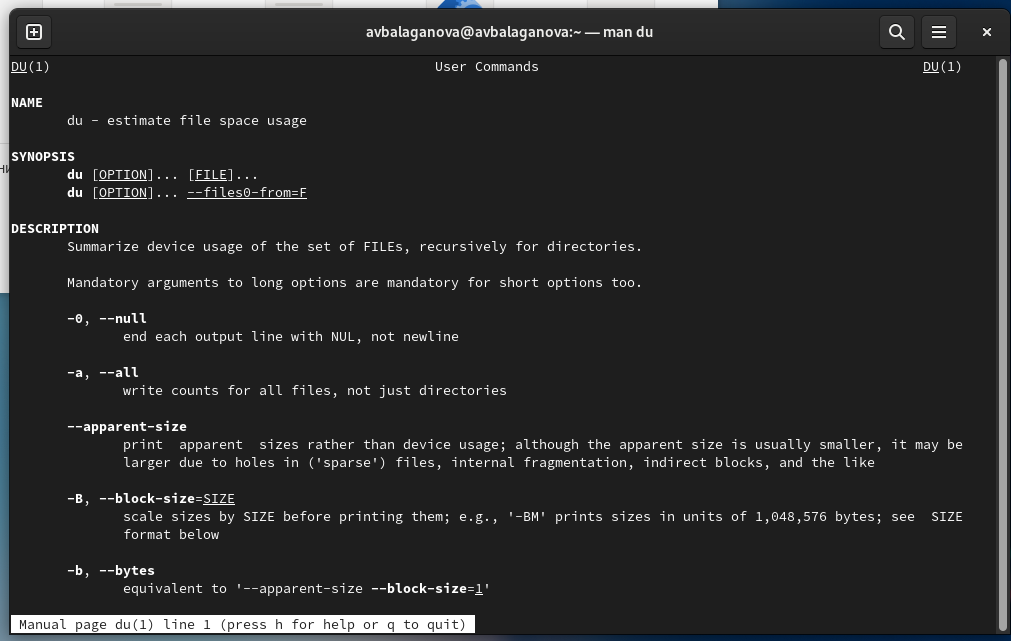 avbalaganova@avbalaganova:~ — man du
DU(1) User Commands DU(1)
NAME
du - estimate file space usage
SYNOPSIS
du [OPTION]... [FILE]...
du [OPTION]... --files0-from=F
DESCRIPTION
Summarize device usage of the set of FILEs, recursively for directories.
Mandatory arguments to long options are mandatory for short options too.
-0, --null
end each output line with NUL, not newline
-a, --all
write counts for all files, not just directories
--apparent-size
print  apparent  sizes rather than device usage; although the apparent size is usually smaller, it may be
larger due to holes in ('sparse') files, internal fragmentation, indirect blocks, and the like
-B, --block-size=SIZE
scale sizes by SIZE before printing them; e.g., '-BM' prints sizes in units of 1,048,576 bytes; see  SIZE
format below
-b, --bytes
equivalent to '--apparent-size --block-size=1'
Manual page du(1) line 1 (press h for help or q to quit)